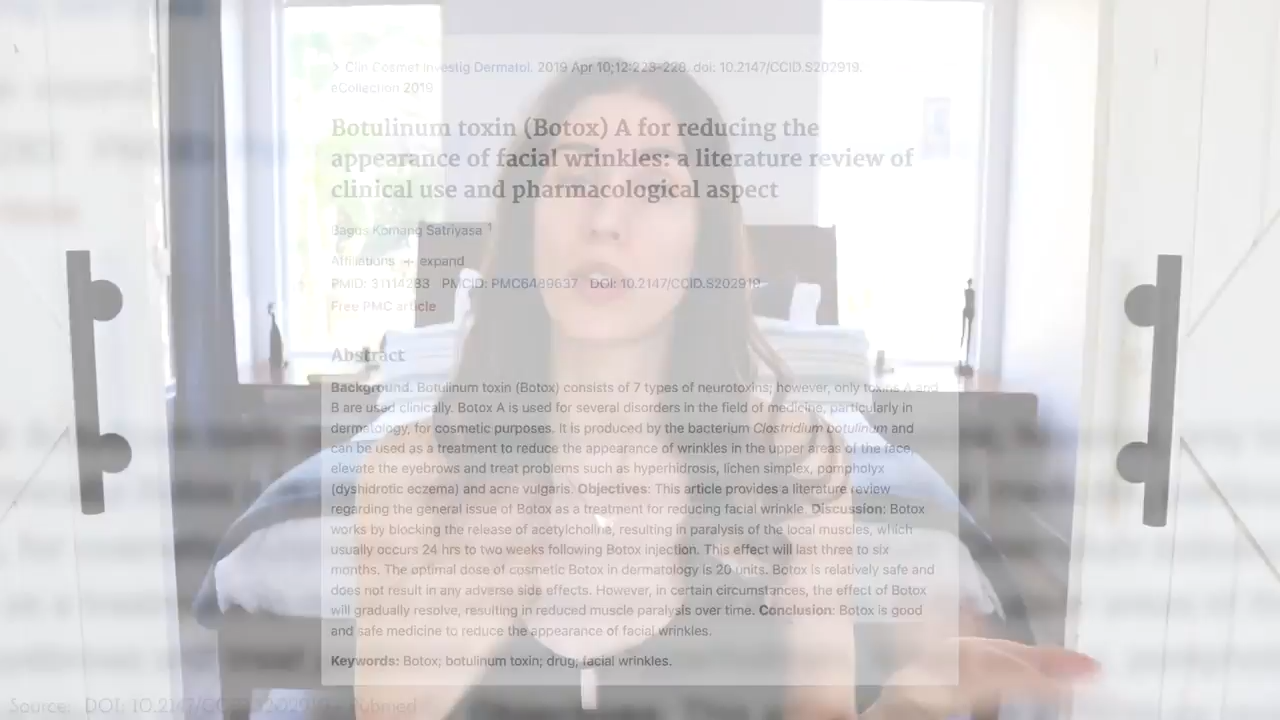 > Clin Cosmet Investig Dermatol. 2019 Apr 10;12:223-228. doi: 10.2147/CCID.S202919.
eCollection 2019
Botulinum toxin (Botox) A for reducing the
appearance of facial wrinkles: a literature review of
clinical use and pharmacological aspect
Bagus Komang Satriyasa 1
Affiliations + expand
PMID: 31114283 PMCID: PMC6489637 DOI: 10.2147/CCID.S202919
Free PMC article
Abstract
Background. Botulinum toxin (Botox) consists of 7 types of neurotoxins; however, only toxins A and
B are used clinically. Botox A is used for several disorders in the field of medicine, particularly in
dermatology, for cosmetic purposes. It is produced by the bacterium Clostridium botulinum and
can be used as a treatment to reduce the appearance of wrinkles in the upper areas of the face,
elevate the eyebrows and treat problems such as hyperhidrosis, lichen simplex, pompholyx
(dyshidrotic eczema) and acne vulgaris. Objectives: This article provides a literature review
regarding the general issue of Botox as a treatment for reducing facial wrinkle. Discussion: Botox
works by blocking the release of acetylcholine, resulting in paralysis of the local muscles, which
usually occurs 24 hrs to two weeks following Botox injection. This effect will last three to six
months. The optimal dose of cosmetic Botox in dermatology is 20 units. Botox is relatively safe and
does not result in any adverse side effects. However, in certain circumstances, the effect of Botox
will gradually resolve, resulting in reduced muscle paralysis over time. Conclusion: Botox is good
and safe medicine to reduce the appearance of facial wrinkles.
Keywords: Botox; botulinum toxin; drug; facial wrinkles.
Source: DOI: 10.2147/CCID.S202919 Pubmed